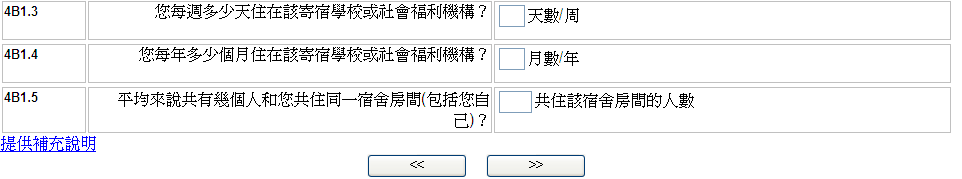 4B1.3 您每週多少天住在該寄宿學校或社會福利機構？ 天數/周
4B1.4 您每年多少個月住在該寄宿學校或社會福利機構？ 月數/年
4B1.5 平均來說共有幾個人和您共住同一宿舍房間(包括您自 共住該宿舍房間的人數
己)？
提供補充說明
<< >>